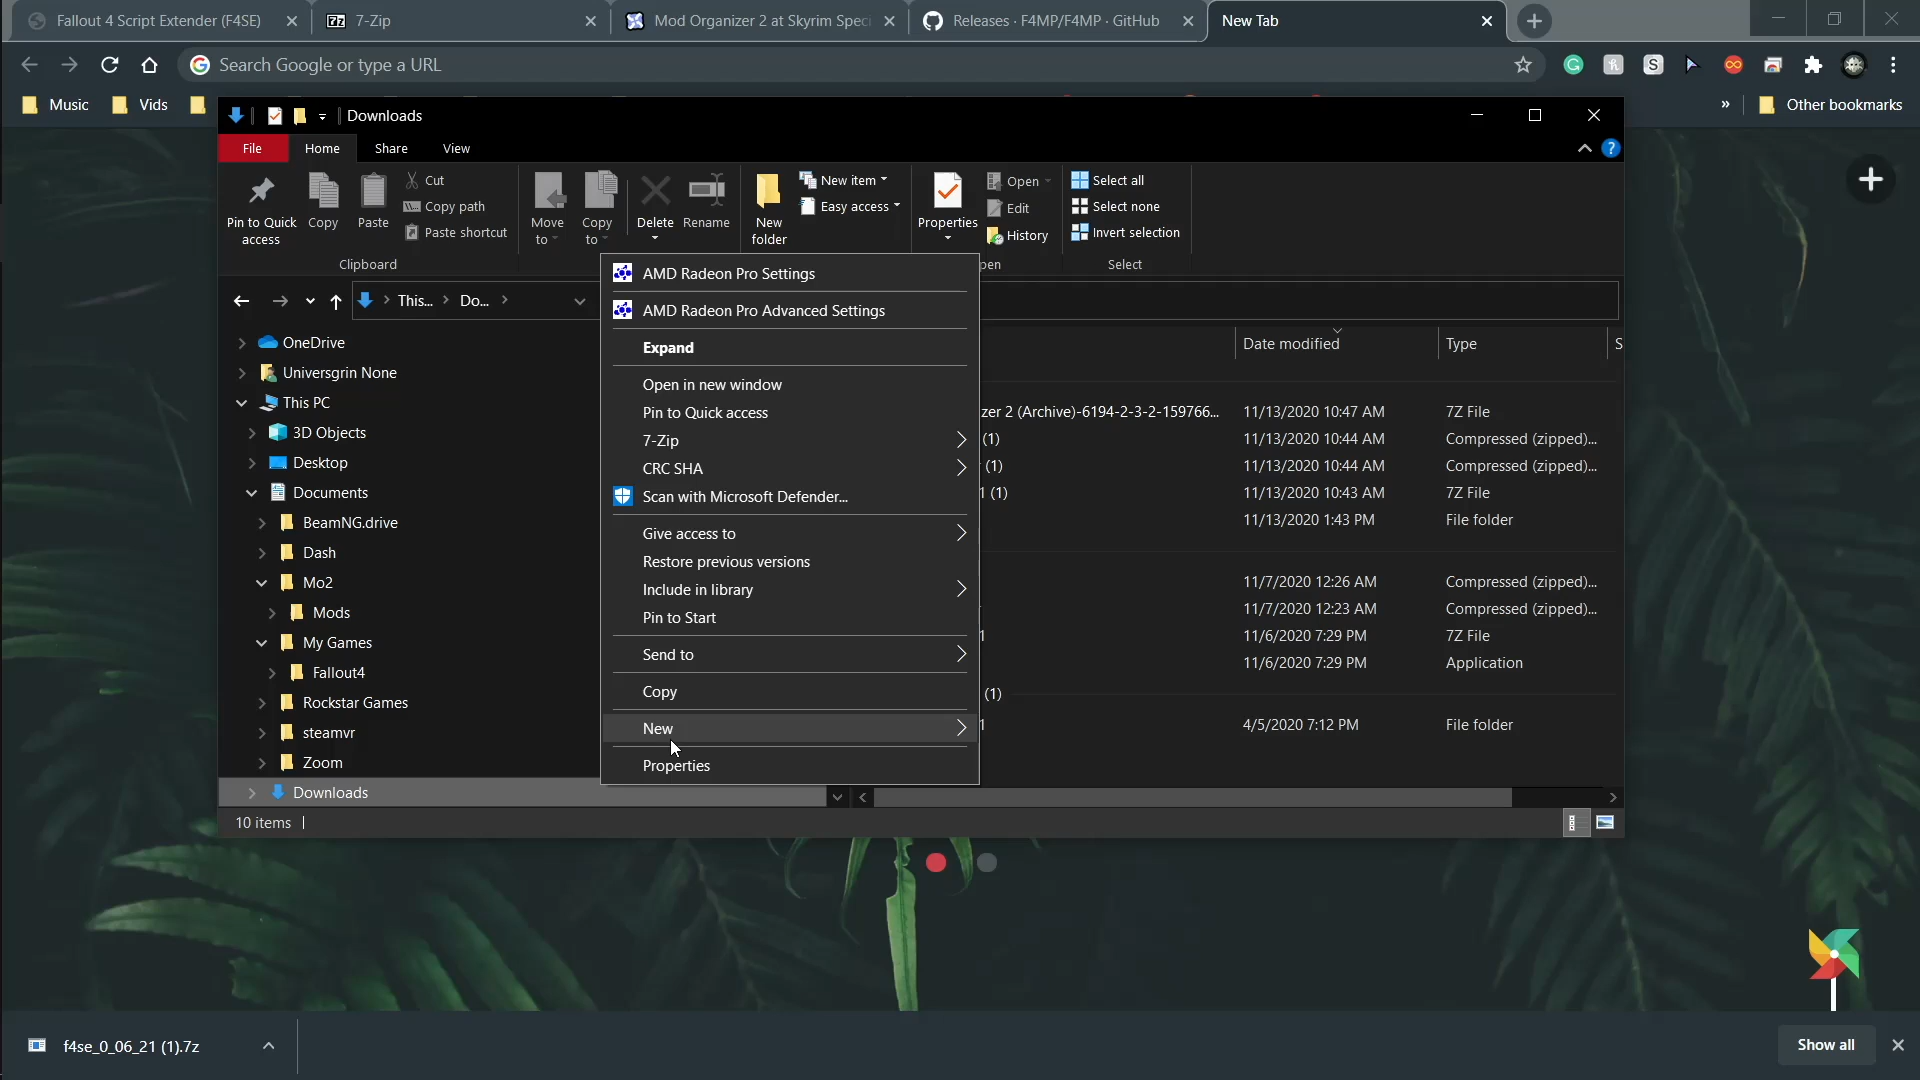 Fallout 4 Script Extender (F4SE)
7-Zip
Mod Organizer 2 at Skyrim Speci
Releases · F4MP/F4MP · GitHub
New Tab
Search Google or type a URL
Music
Vids
»
Other bookmarks
Downloads
File
Home
Share
View
Pin to Quick access
Copy
Paste
Cut
Copy path
Paste shortcut
Clipboard
Move to
Copy to
Delete
Rename
New folder
New item
Easy access
Properties
Open
Edit
History
pen
Select all
Select none
Invert selection
Select
This...
Do...
OneDrive
Universgrin None
This PC
3D Objects
Desktop
Documents
BeamNG.drive
Dash
Mo2
Mods
My Games
Fallout4
Rockstar Games
steamvr
Zoom
Downloads
10 items
AMD Radeon Pro Settings
AMD Radeon Pro Advanced Settings
Expand
Open in new window
Pin to Quick access
7-Zip
CRC SHA
Scan with Microsoft Defender...
Give access to
Restore previous versions
Include in library
Pin to Start
Send to
Copy
New
Properties
Date modified
Type
S
zer 2 (Archive)-6194-2-3-2-159766... 11/13/2020 10:47 AM 7Z File
(1) 11/13/2020 10:44 AM Compressed (zipped)...
(1) 11/13/2020 10:44 AM Compressed (zipped)...
1 (1) 11/13/2020 10:43 AM 7Z File
11/13/2020 1:43 PM File folder
11/7/2020 12:26 AM Compressed (zipped)...
11/7/2020 12:23 AM Compressed (zipped)...
1 11/6/2020 7:29 PM 7Z File
11/6/2020 7:29 PM Application
(1)
1 4/5/2020 7:12 PM File folder
f4se_0_06_21 (1).7z
Show all